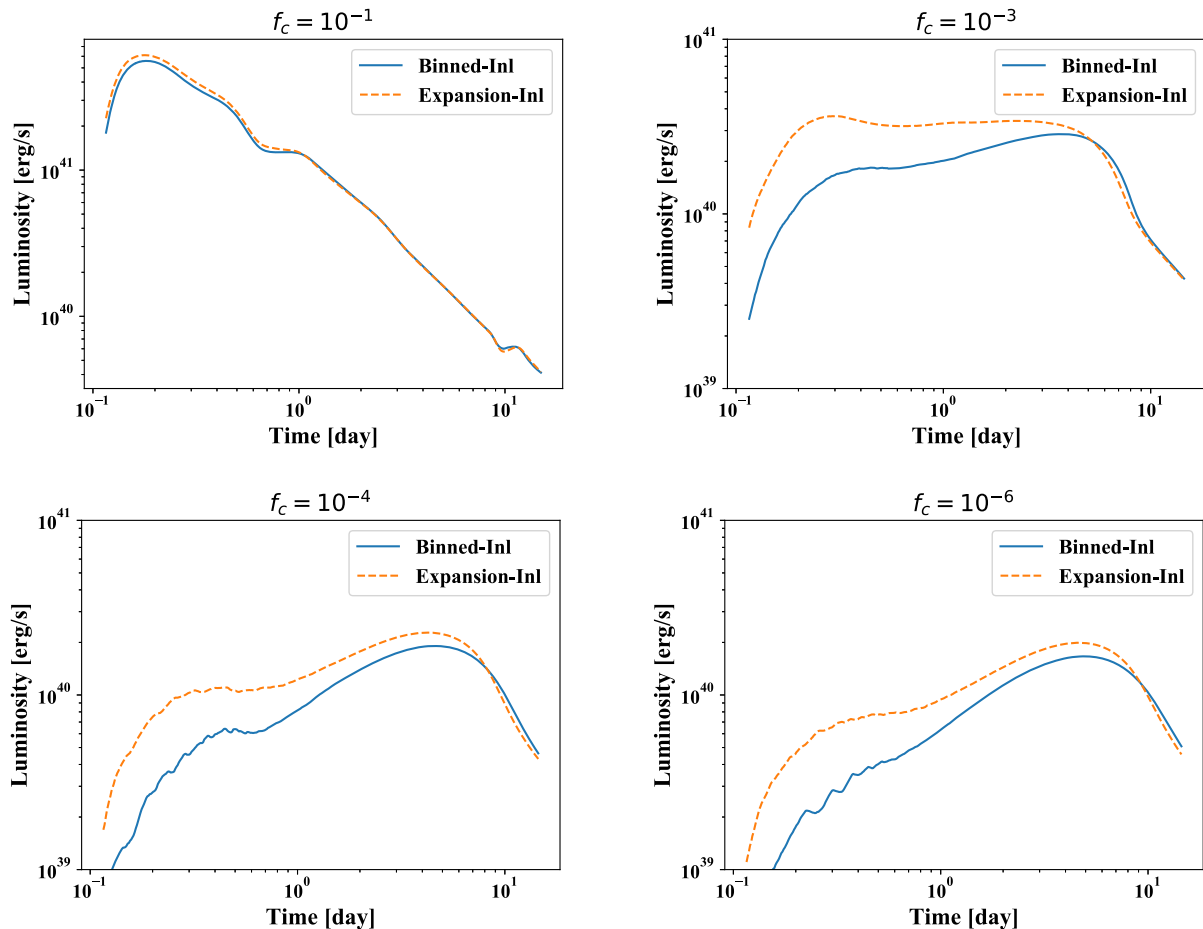 f_c = 10^{-1}
Luminosity [erg/s]
10^{41}
10^{40}
Binned-Inl
Expansion-Inl
10^{-1}
10^{0}
10^{1}
Time [day]
f_c = 10^{-3}
Luminosity [erg/s]
10^{41}
10^{40}
10^{39}
Binned-Inl
Expansion-Inl
10^{-1}
10^{0}
10^{1}
Time [day]
f_c = 10^{-4}
Luminosity [erg/s]
10^{41}
10^{40}
10^{39}
Binned-Inl
Expansion-Inl
10^{-1}
10^{0}
10^{1}
Time [day]
f_c = 10^{-6}
Luminosity [erg/s]
10^{41}
10^{40}
10^{39}
Binned-Inl
Expansion-Inl
10^{-1}
10^{0}
10^{1}
Time [day]